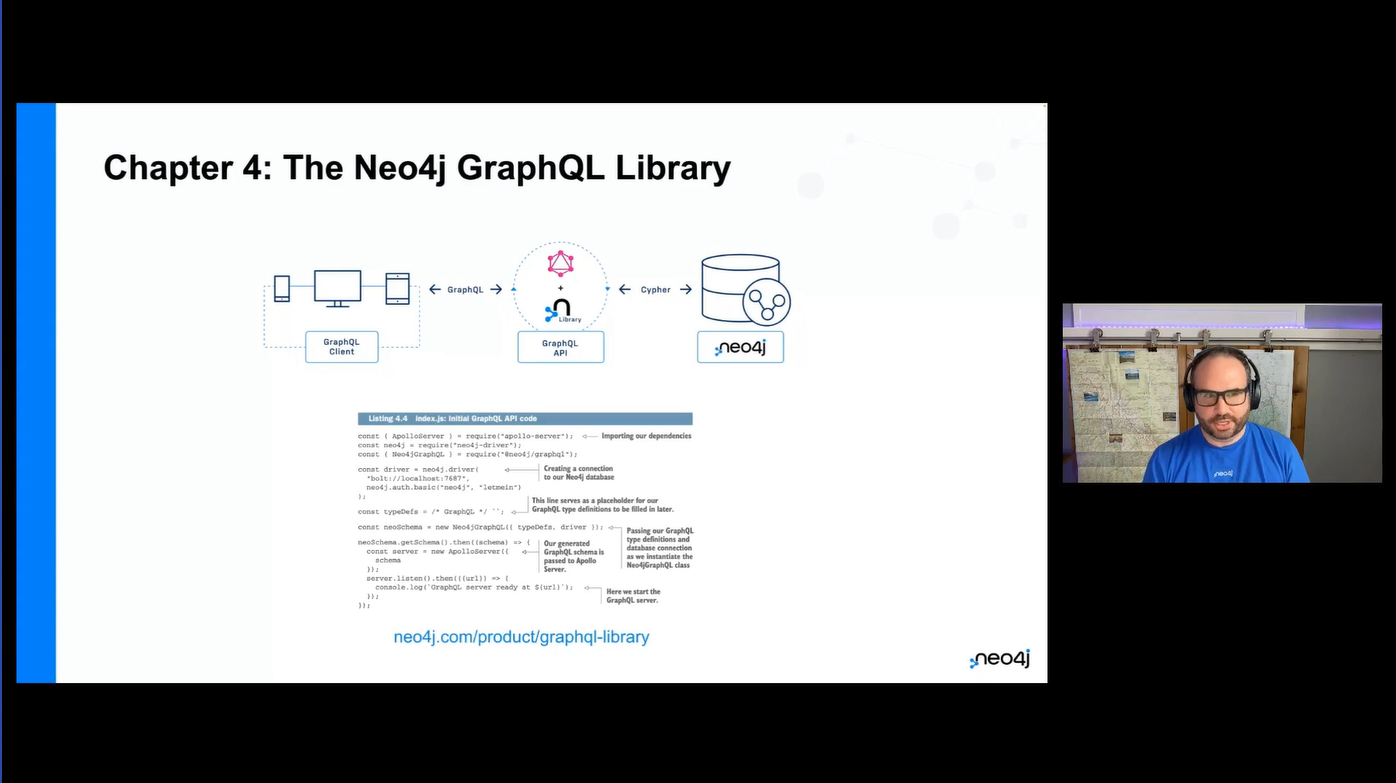 Chapter 4: The Neo4j GraphQL Library
GraphQL
Cypher
+
n
Library
GraphQL
Client
GraphQL
API
neo4j
Listing 4.4 index.js: Initial GraphQL API code
const { ApolloServer } = require("apollo-server");
Importing our dependencies
const neo4j = require("neo4j-driver");
const { Neo4jGraphQL } = require("@neo4j/graphql");
const driver = neo4j.driver(
"bolt://localhost:7687",
neo4j.auth.basic("neo4j", "letmein")
);
Creating a connection
to our Neo4j database
This line serves as a placeholder for our
GraphQL type definitions to be filled in later.
const typeDefs = /* GraphQL */ ``;
const neoSchema = new Neo4jGraphQL({ typeDefs, driver });
Passing our GraphQL
type definitions and
database connection
as we instantiate the
Neo4jGraphQL class
neoSchema.getSchema().then((schema) => {
const server = new ApolloServer({
schema
});
Our generated
GraphQL schema is
passed to Apollo
Server.
server.listen().then(({url}) => {
console.log(`GraphQL server ready at ${url}`);
});
});
Here we start the
GraphQL server.
neo4j.com/product/graphql-library
neo4j
neo4j